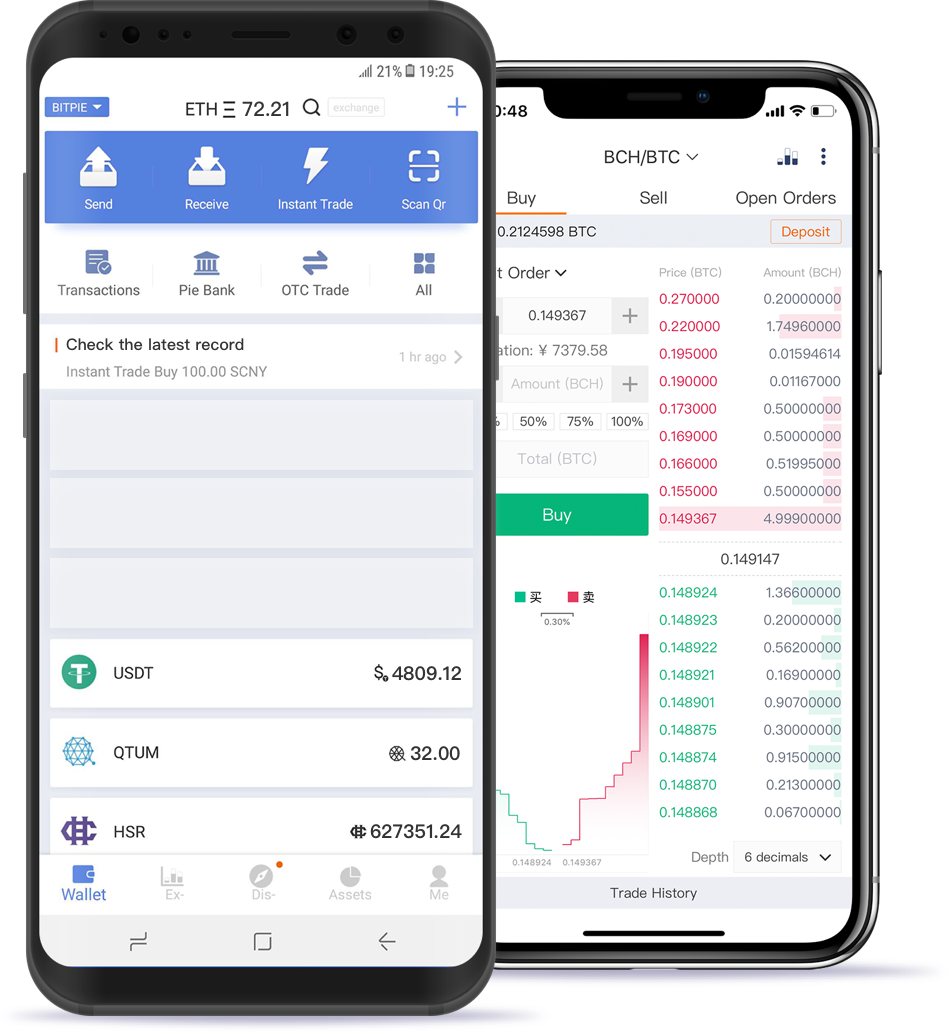 21% 19:25
BITPIE
ETH Ξ 72.21
exchange
Send
Receive
Instant Trade
Scan Qr
Transactions
Pie Bank
OTC Trade
All
Check the latest record
Instant Trade Buy 100.00 SCNY
1 hr ago
USDT
4809.12
QTUM
32.00
HSR
627351.24
Wallet
Ex-
Dis-
Assets
Me
0:48
BCH/BTC
Buy
Sell
Open Orders
0.2124598 BTC
Deposit
t Order
0.149367
ation: ¥ 7379.58
Amount (BCH)
% 50% 75% 100%
Total (BTC)
Buy
买 卖
0.30%
0.148924 0.149367
Price (BTC) Amount (BCH)
0.270000 0.20000000
0.220000 1.74960000
0.195000 0.01594614
0.190000 0.01167000
0.173000 0.50000000
0.169000 0.50000000
0.166000 0.51995000
0.155000 0.50000000
0.149367 4.99900000
0.149147
0.148924 1.36600000
0.148923 0.20000000
0.148922 0.56200000
0.148921 0.16900000
0.148901 0.90700000
0.148875 0.30000000
0.148874 0.91500000
0.148870 0.21300000
0.148868 0.06700000
Depth 6 decimals
Trade History